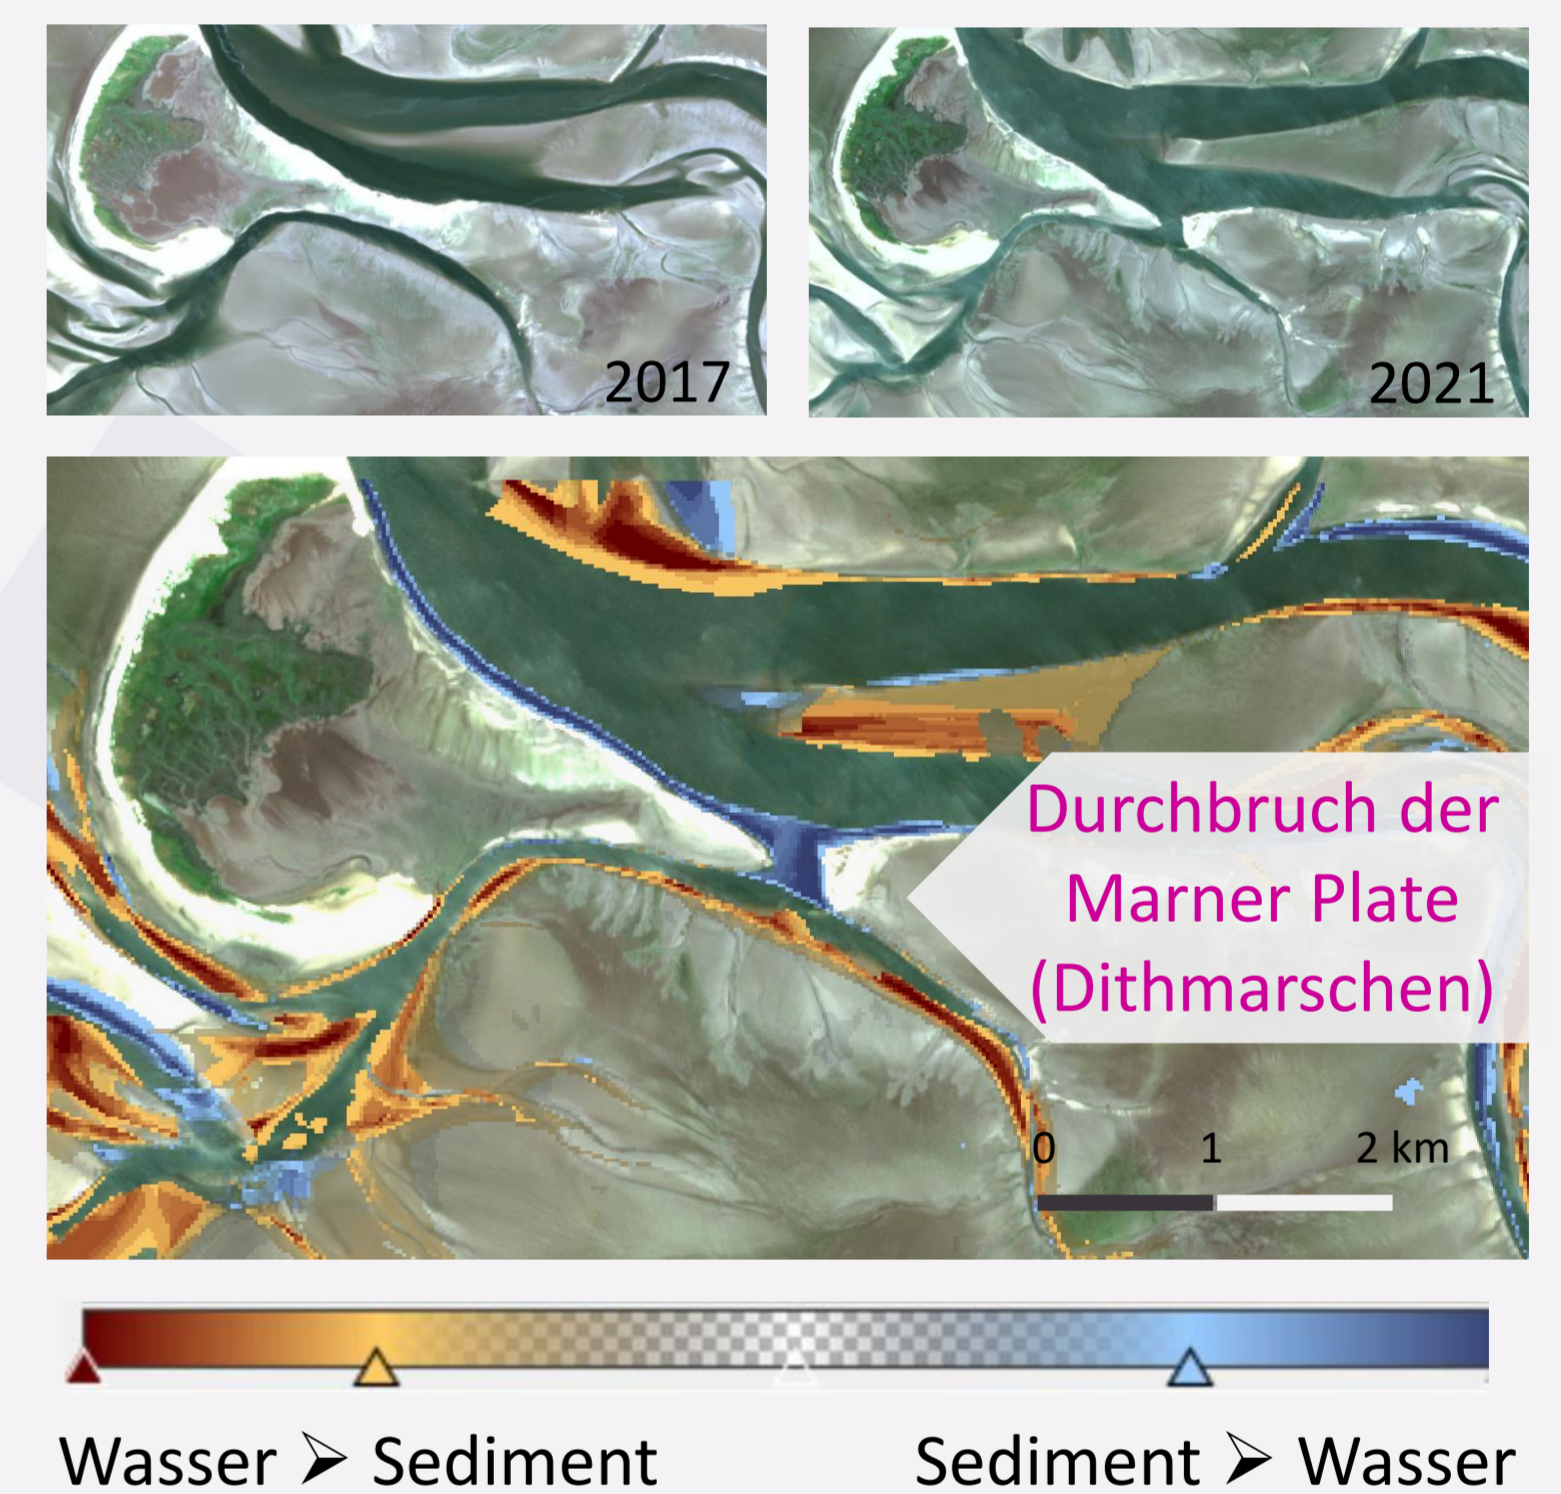 2017
2021
Durchbruch der
Marner Plate
(Dithmarschen)
0 1 2 km
Wasser ➢ Sediment
Sediment ➢ Wasser